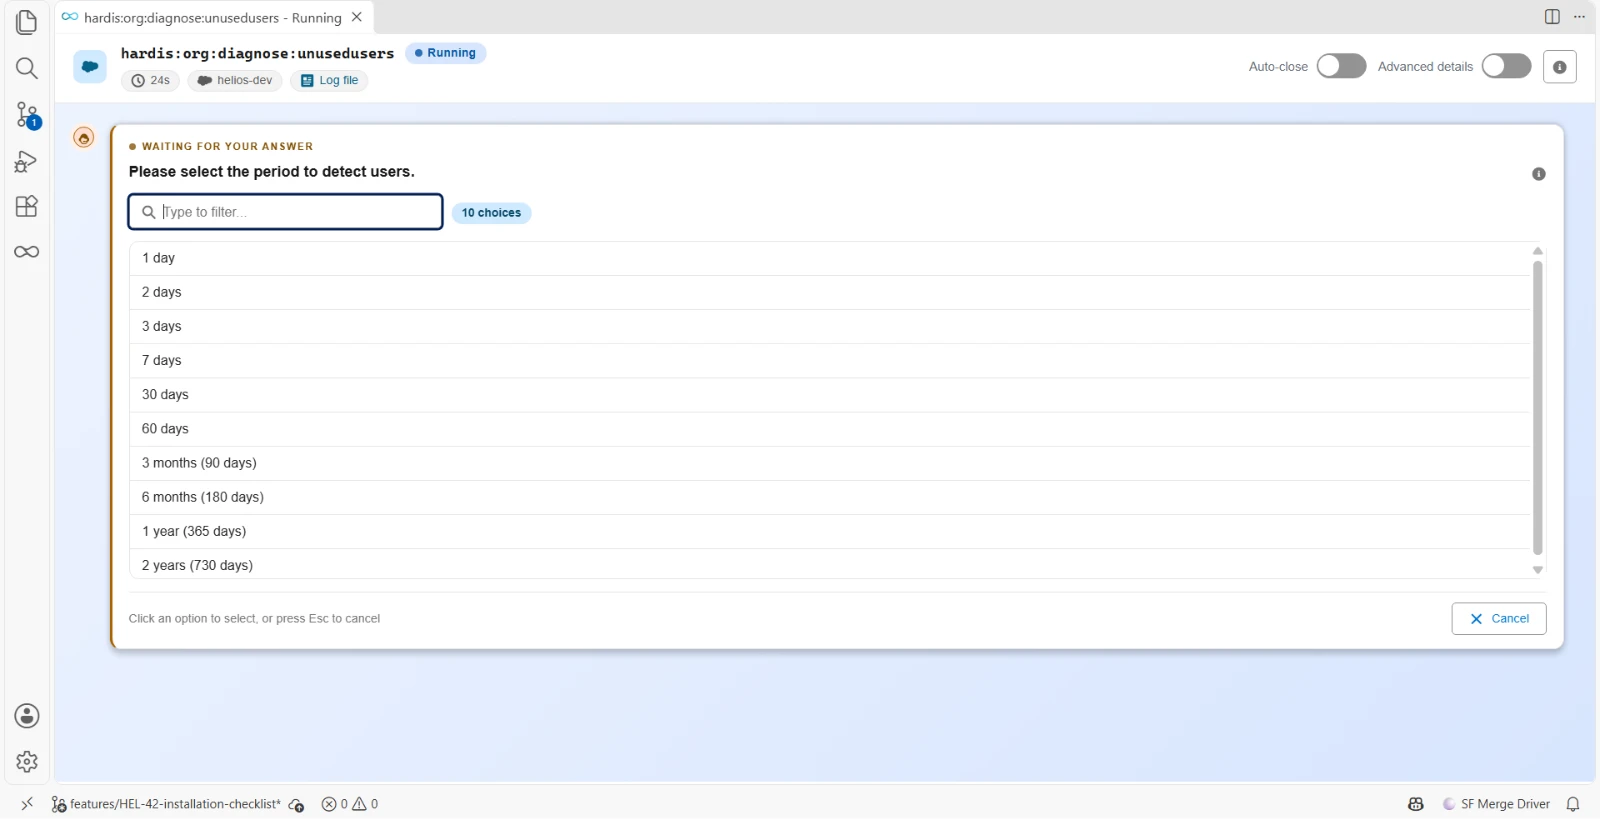 hardis:org:diagnose:unusedusers - Running
hardis:org:diagnose:unusedusers
Running
24s
helios-dev
Log file
Auto-close
Advanced details
1
WAITING FOR YOUR ANSWER
Please select the period to detect users.
Type to filter...
10 choices
1 day
2 days
3 days
7 days
30 days
60 days
3 months (90 days)
6 months (180 days)
1 year (365 days)
2 years (730 days)
Click an option to select, or press Esc to cancel
Cancel
features/HEL-42-installation-checklist*
0
0
SF Merge Driver